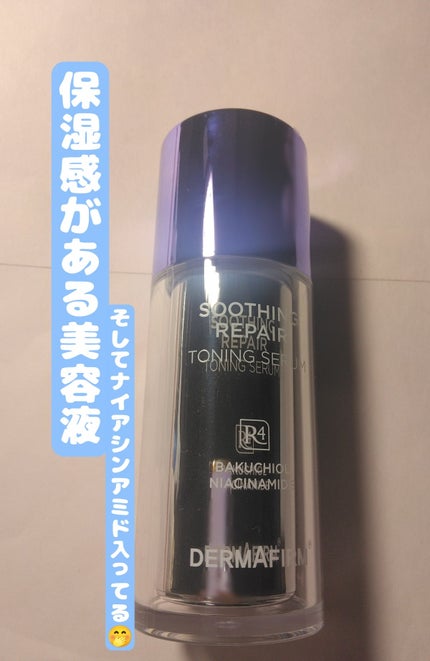 保湿感がある美容液
そしてナイアシンアミド入ってる🤭
SOOTHING
REPAIR
TONING SERUM
R4
BAKUCHIOL
NIACINAMIDE
DERMAFIRM